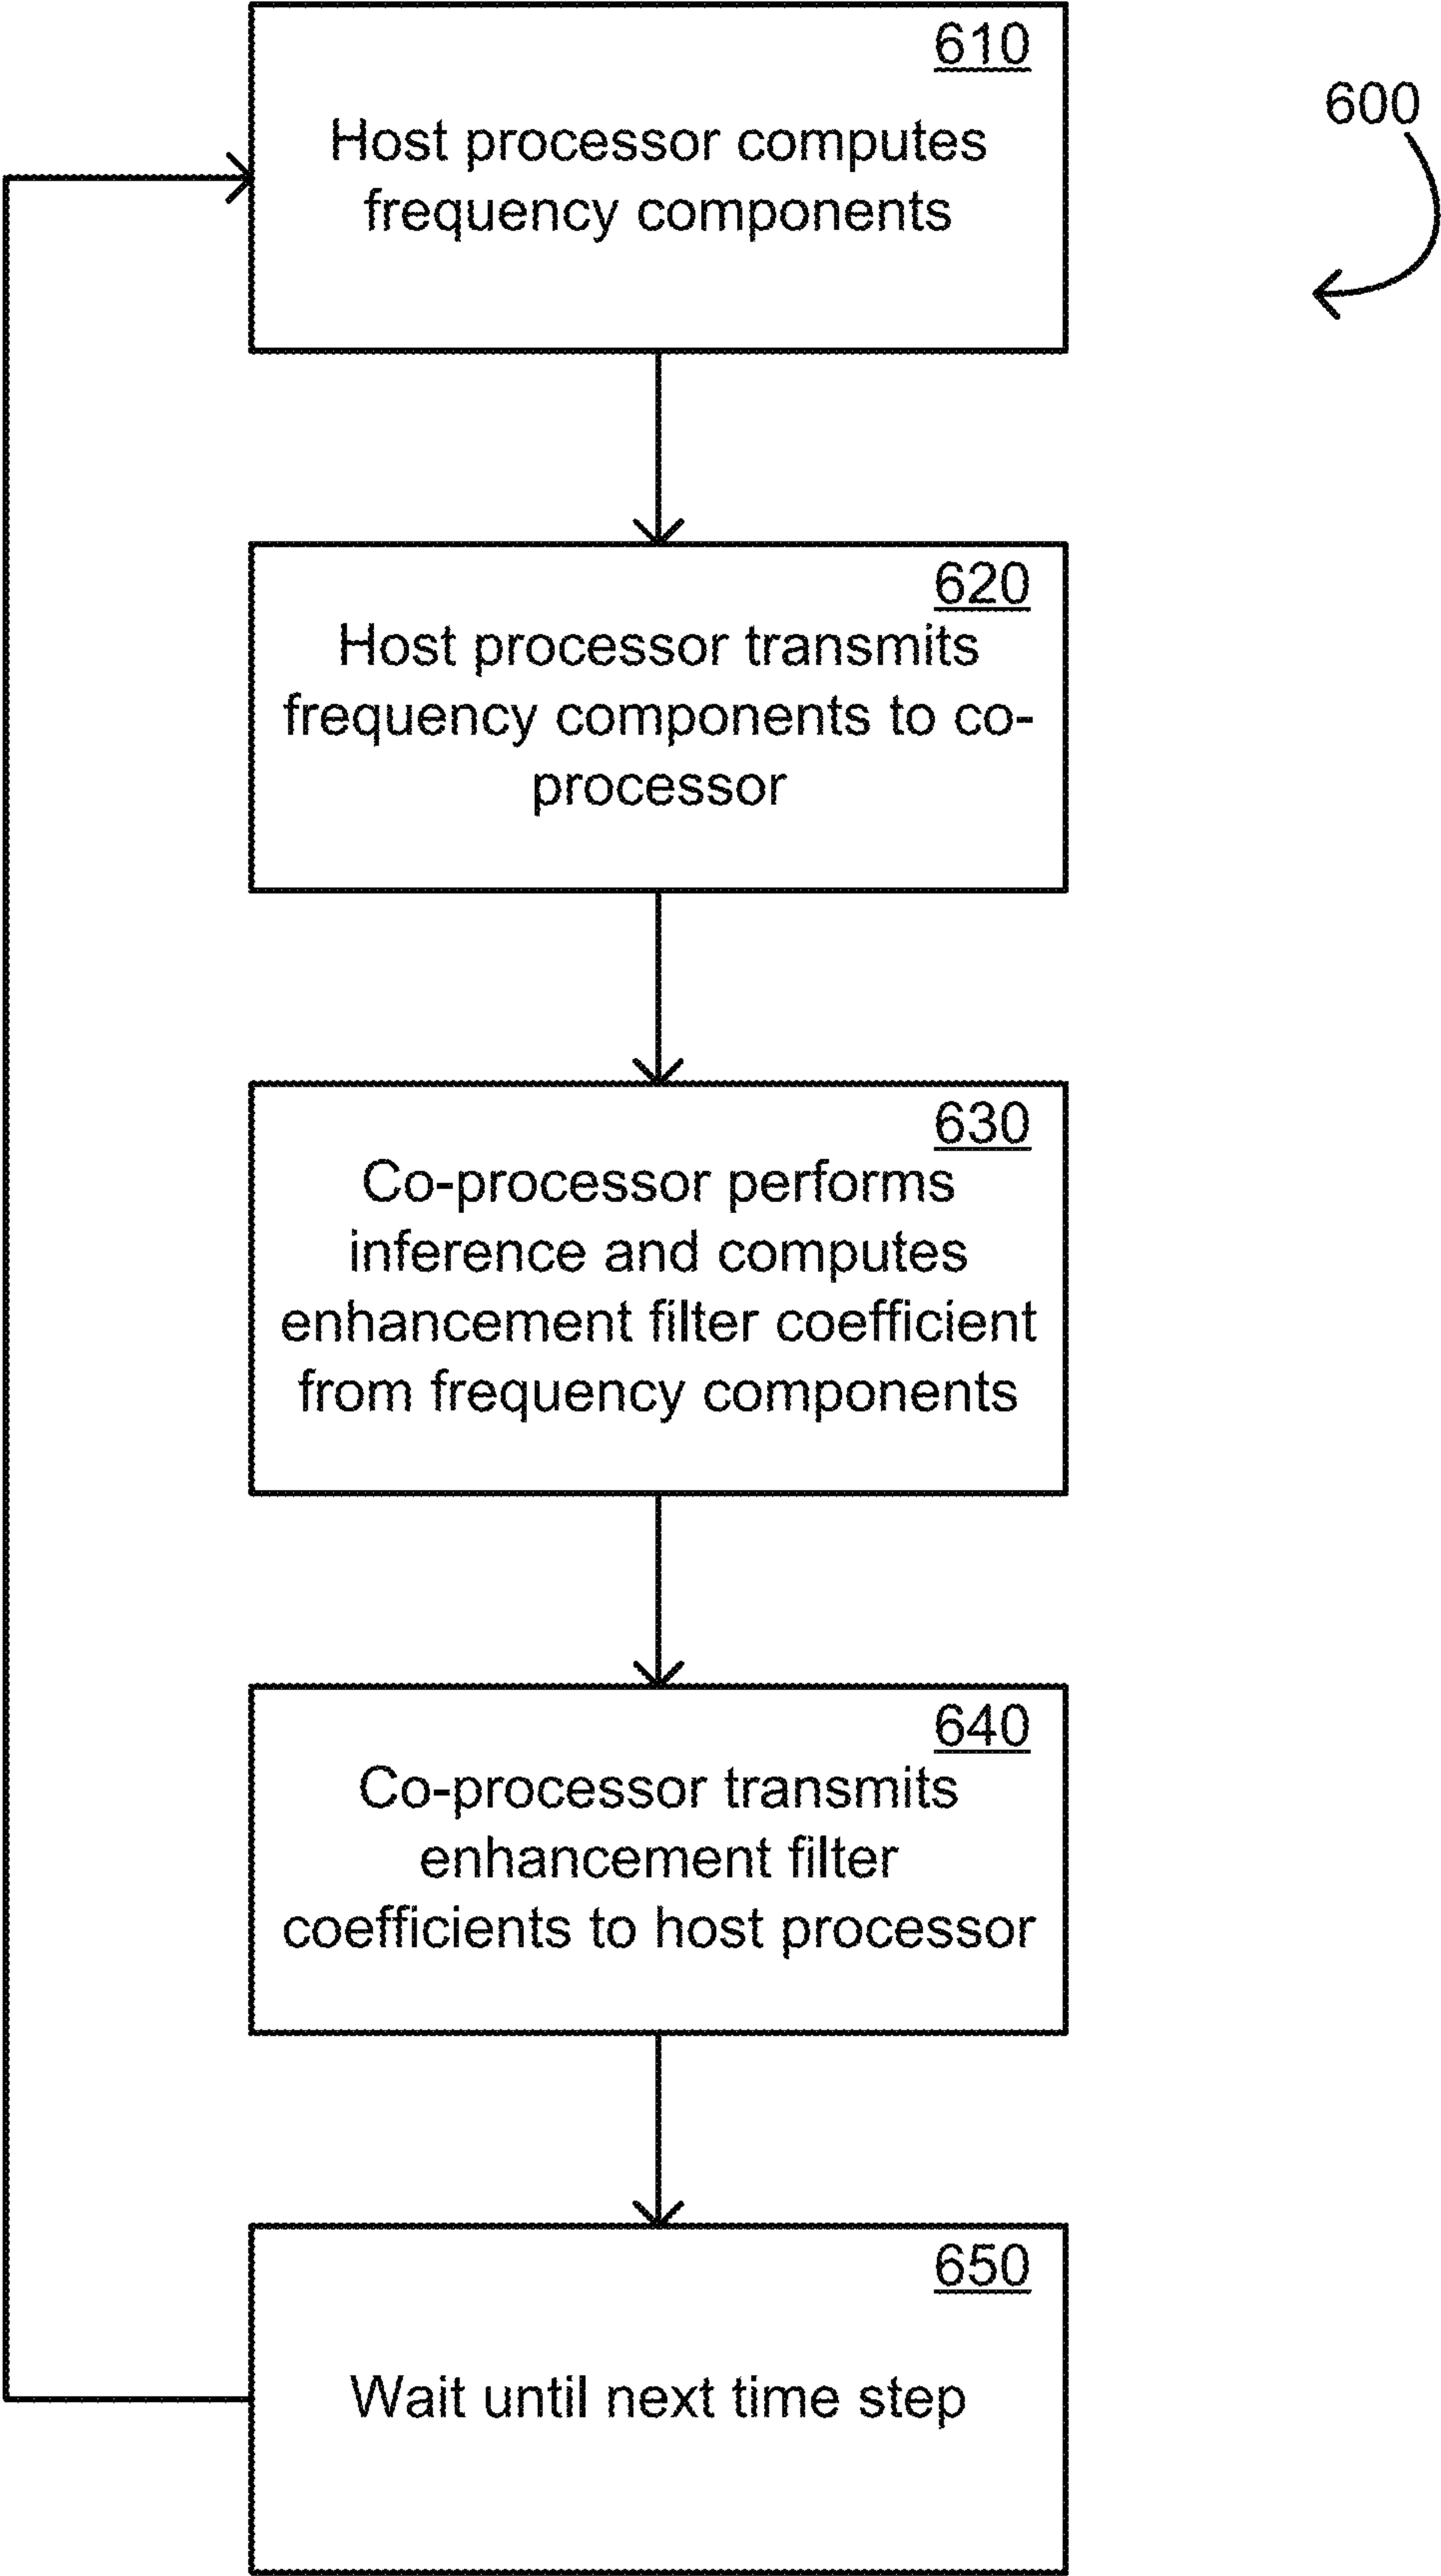 610
Host processor computes
frequency components
600
620
Host processor transmits
frequency components to co-
processor
630
Co-processor performs
inference and computes
enhancement filter coefficient
from frequency components
640
Co-processor transmits
enhancement filter
coefficients to host processor
650
Wait until next time step